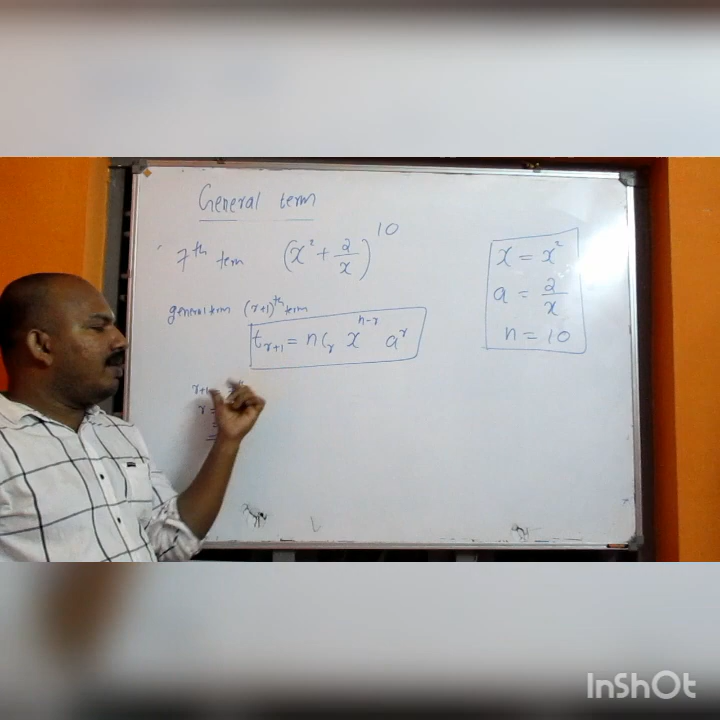 General term
7th term (x² + 2/x)^10
general term (r+1)th term
t_{r+1} = nC_r x^{n-r} a^r
r+1 =
r =
=
x = x²
a = 2/x
n = 10
InShOt